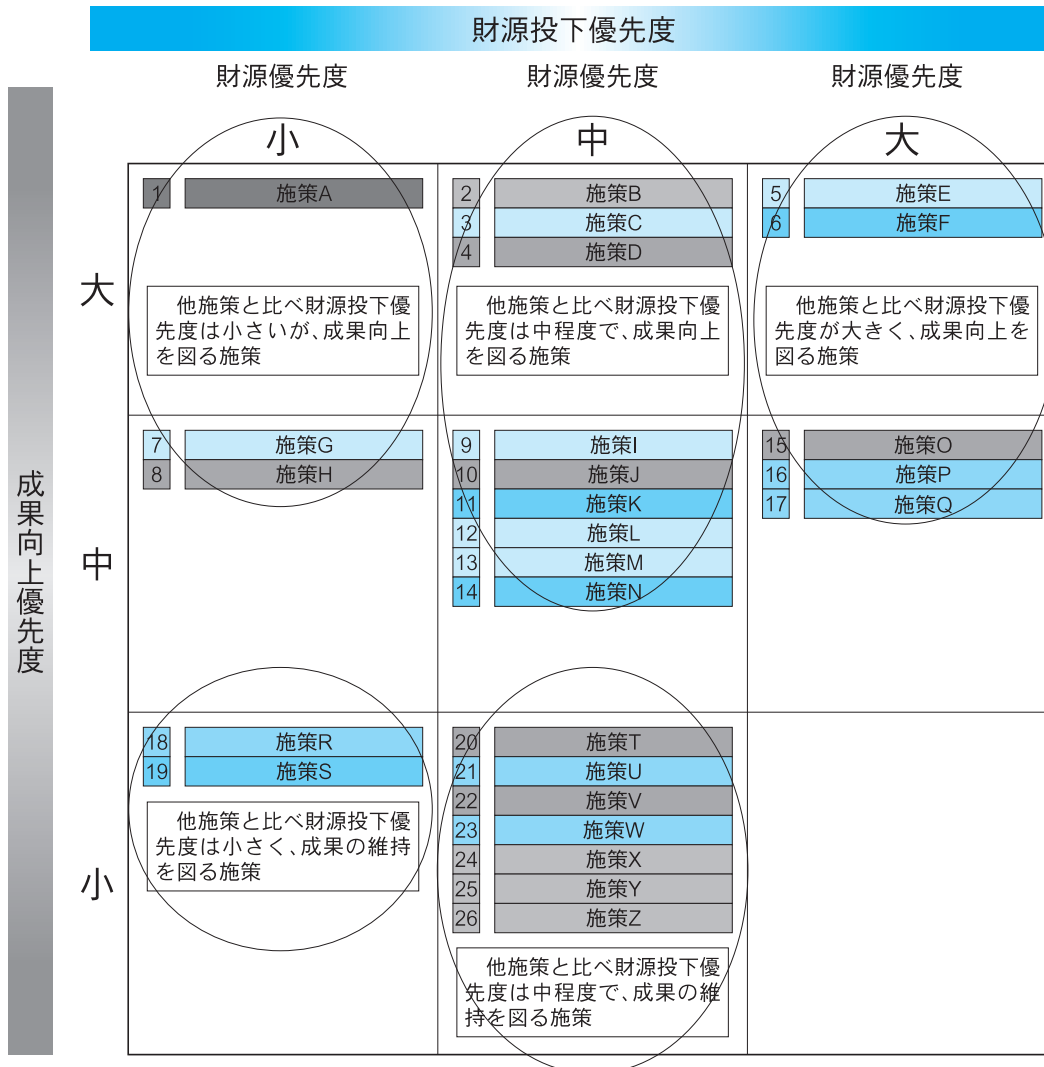 財源投下優先度
財源優先度
財源優先度
財源優先度
小
中
大
成果向上優先度
大
1 施策A
他施策と比べ財源投下優
先度は小さいが、成果向上
を図る施策
2 施策B
3 施策C
4 施策D
他施策と比べ財源投下優
先度は中程度で、成果向上
を図る施策
5 施策E
6 施策F
他施策と比べ財源投下優
先度が大きく、成果向上を
図る施策
中
7 施策G
8 施策H
9 施策I
10 施策J
11 施策K
12 施策L
13 施策M
14 施策N
15 施策O
16 施策P
17 施策Q
小
18 施策R
19 施策S
他施策と比べ財源投下優
先度は小さく、成果の維持
を図る施策
20 施策T
21 施策U
22 施策V
23 施策W
24 施策X
25 施策Y
26 施策Z
他施策と比べ財源投下優
先度は中程度で、成果の維
持を図る施策